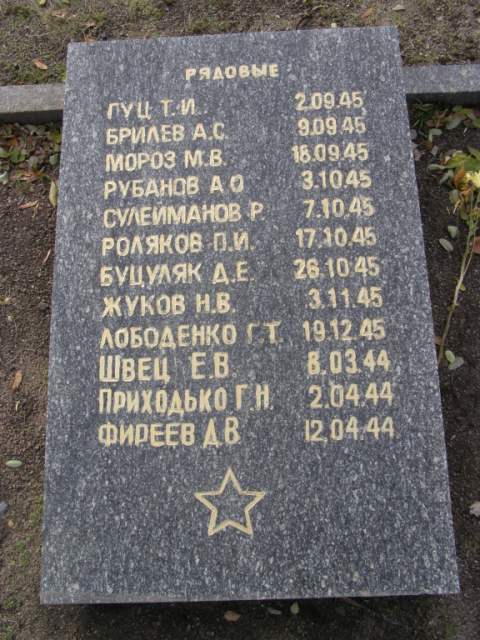 РЯДОВЫЕ
ГУЦ Т.И. 2.09.45
БРИЛЕВ А.С. 9.09.45
МОРОЗ М.В. 18.09.45
РУБАНОВ А.О 3.10.45
СУЛЕЙМАНОВ Р. 7.10.45
РОЛЯКОВ П.И. 17.10.45
БУЦУЛЯК Д.Е. 26.10.45
ЖУКОВ Н.В. 3.11.45
ЛОБОДЕНКО Г.Т. 19.12.45
ШВЕЦ Е.В. 8.03.44
ПРИХОДЬКО Г.Н. 2.04.44
ФИРЕЕВ Д.В. 12.04.44